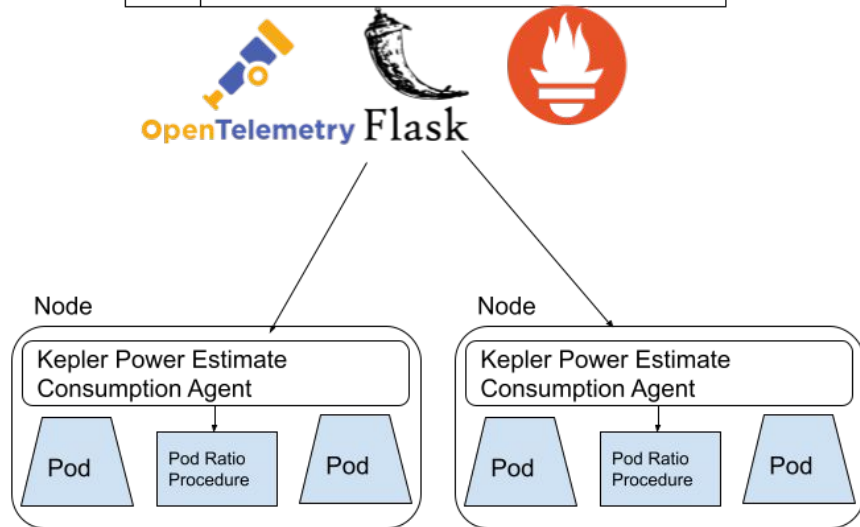 OpenTelemetry
Flask
Node
Node
Kepler Power Estimate
Consumption Agent
Kepler Power Estimate
Consumption Agent
Pod
Pod Ratio
Procedure
Pod
Pod
Pod Ratio
Procedure
Pod